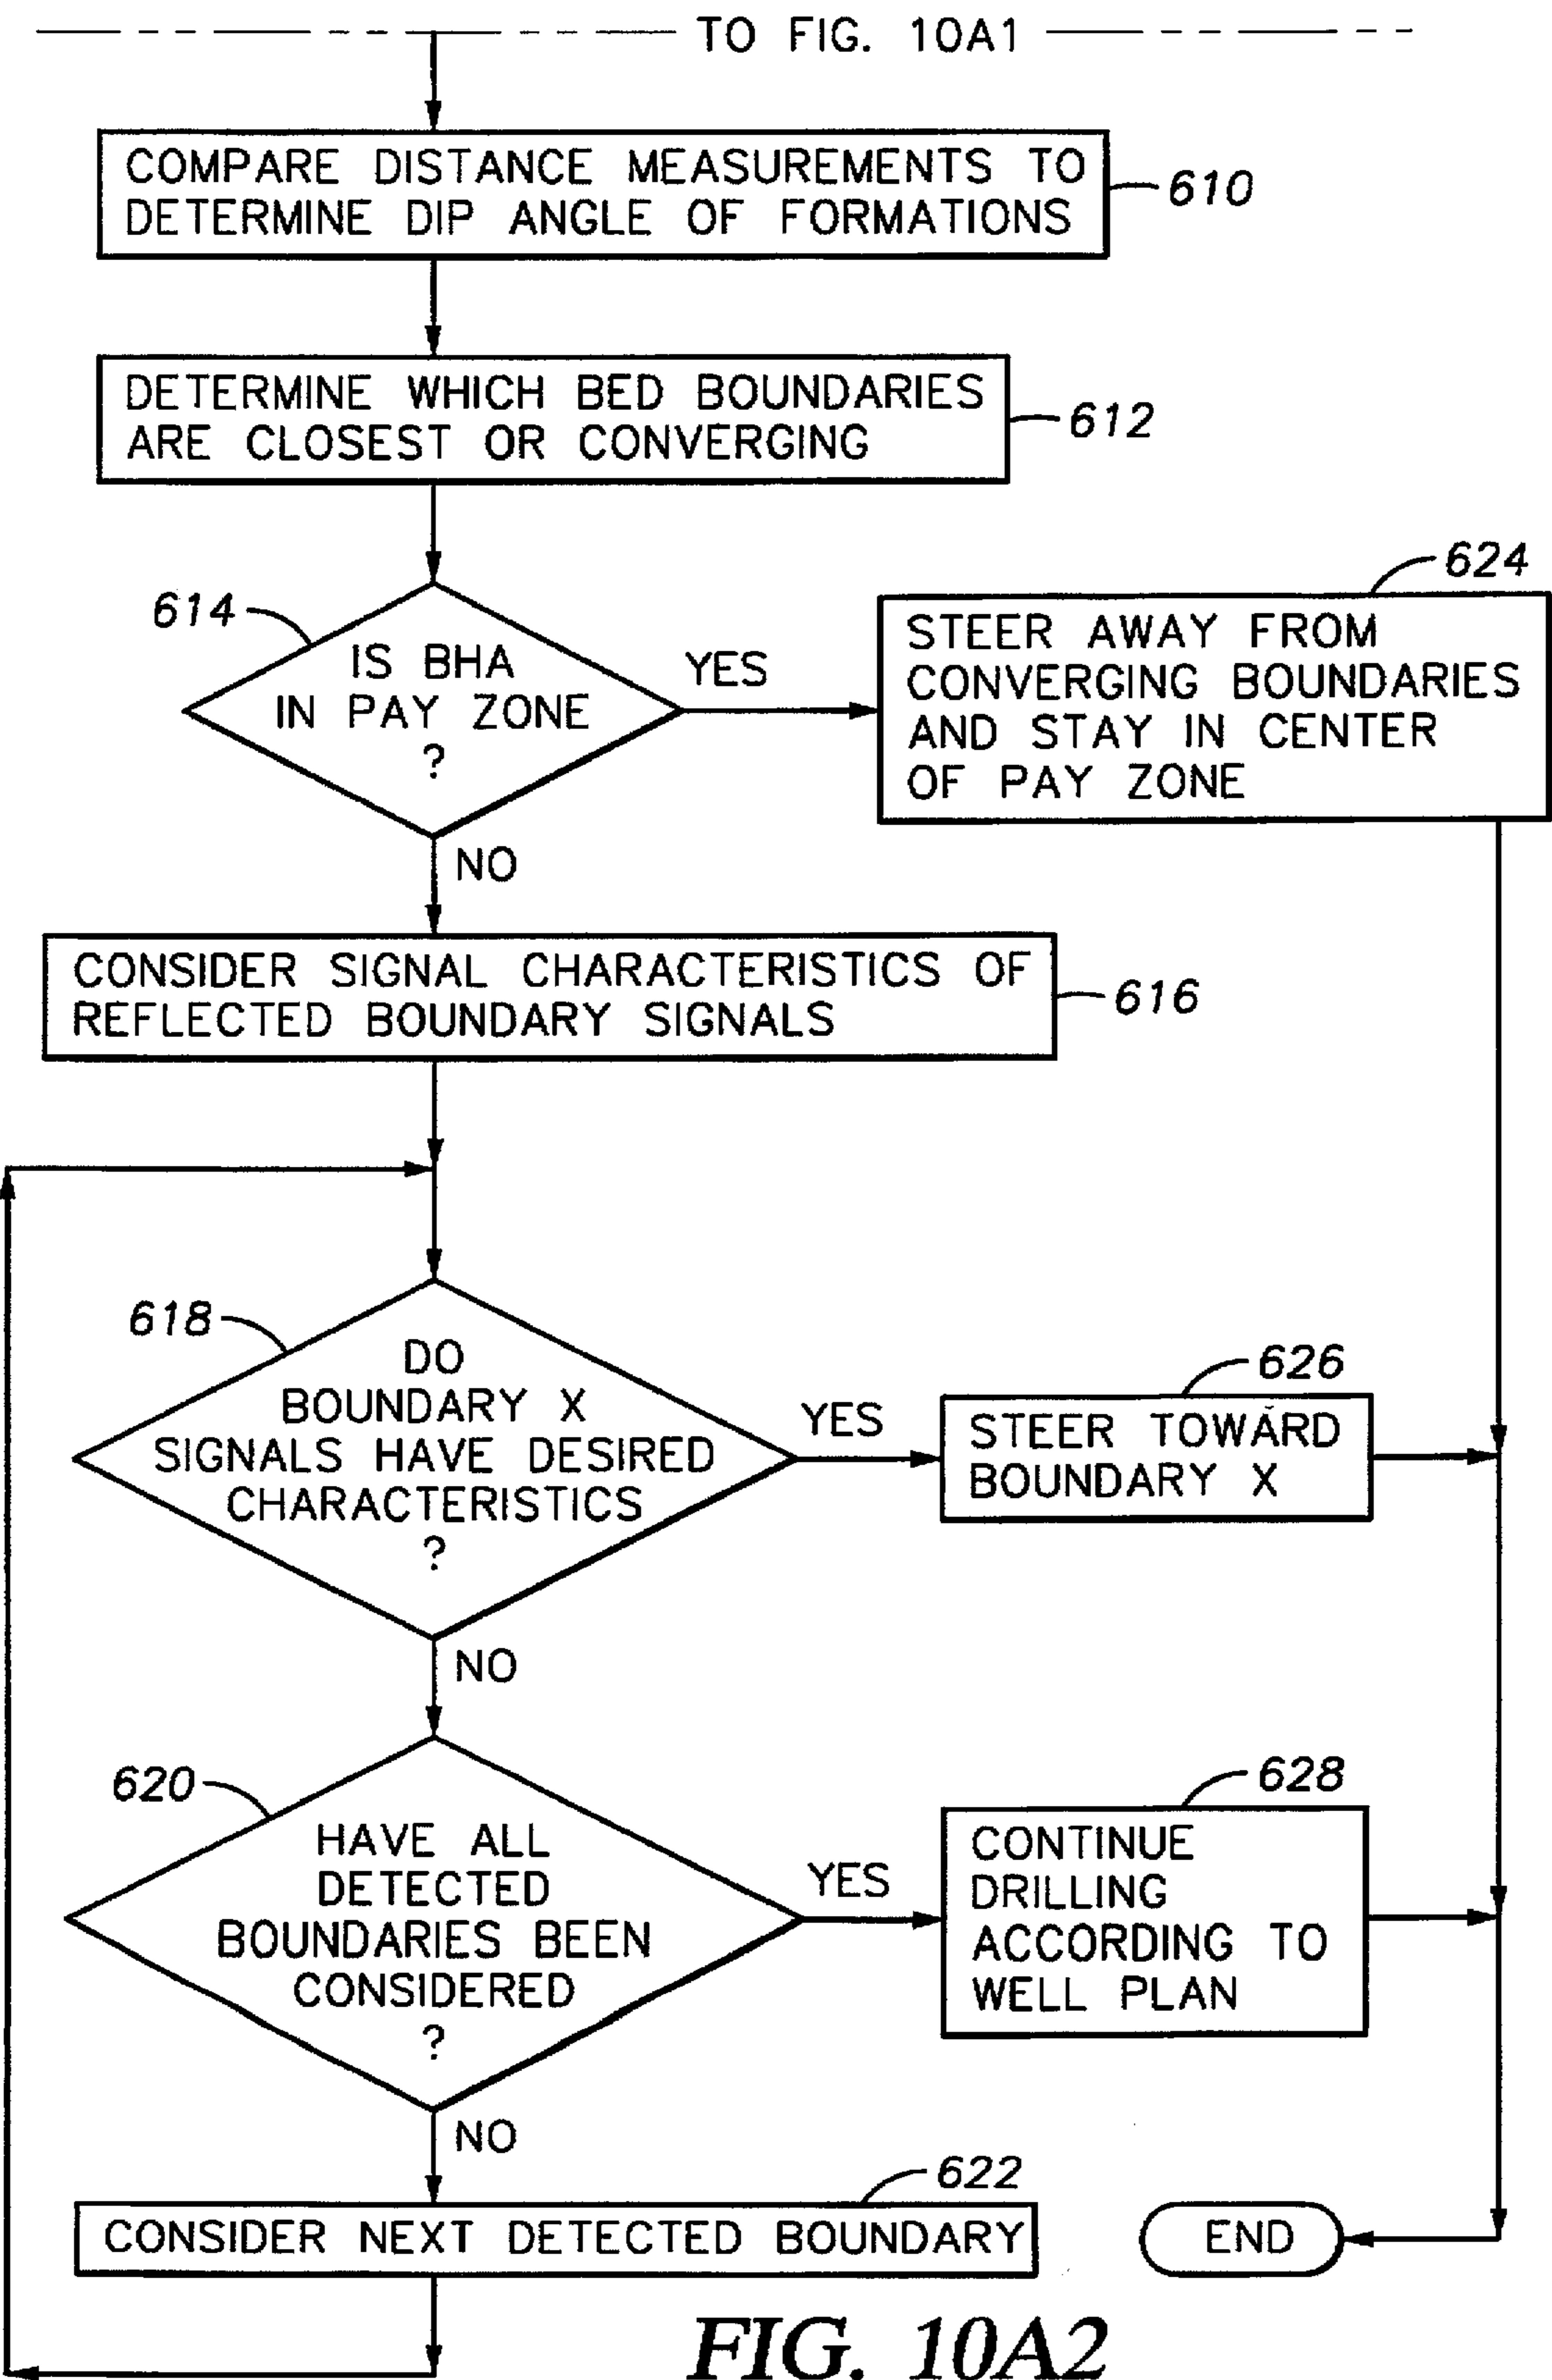 TO FIG. 10A1
COMPARE DISTANCE MEASUREMENTS TO
DETERMINE DIP ANGLE OF FORMATIONS
610
DETERMINE WHICH BED BOUNDARIES
ARE CLOSEST OR CONVERGING
612
614
IS BHA
IN PAY ZONE
?
YES
NO
624
STEER AWAY FROM
CONVERGING BOUNDARIES
AND STAY IN CENTER
OF PAY ZONE
CONSIDER SIGNAL CHARACTERISTICS OF
REFLECTED BOUNDARY SIGNALS
616
618
DO
BOUNDARY X
SIGNALS HAVE DESIRED
CHARACTERISTICS
?
YES
NO
626
STEER TOWARD
BOUNDARY X
620
HAVE ALL
DETECTED
BOUNDARIES BEEN
CONSIDERED
?
YES
NO
628
CONTINUE
DRILLING
ACCORDING TO
WELL PLAN
622
CONSIDER NEXT DETECTED BOUNDARY
END
FIG. 10A2